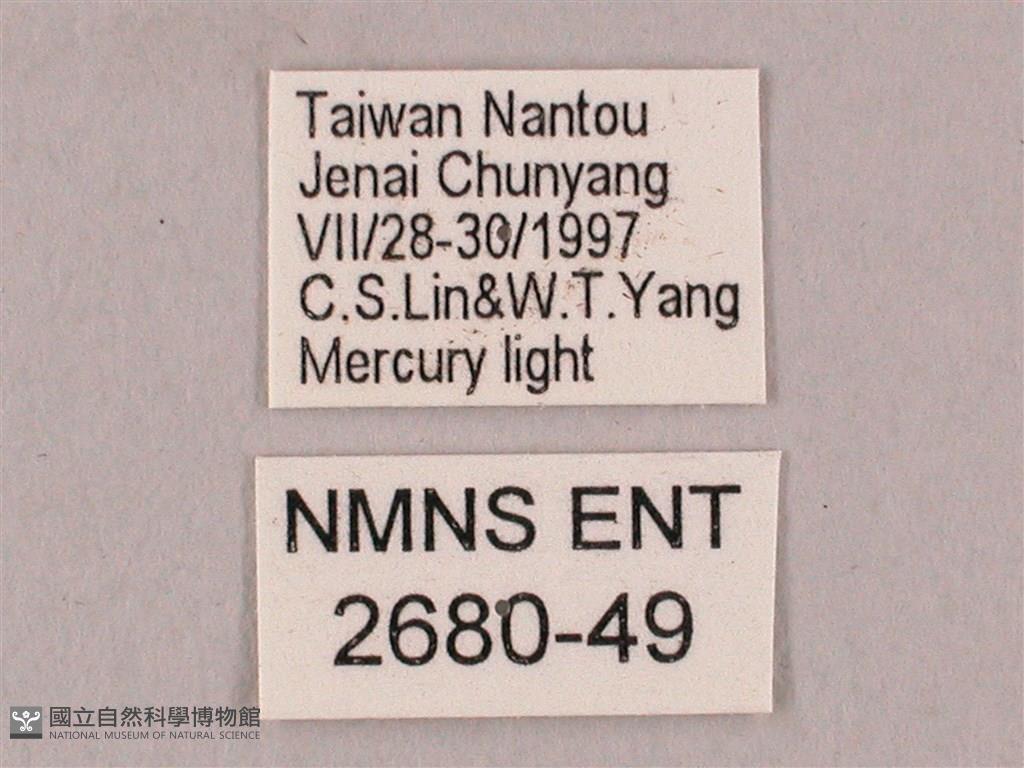 Taiwan Nantou
Jenai Chunyang
VII/28-30/1997
C.S.Lin&W.T.Yang
Mercury light
NMNS ENT
2680-49
國立自然科學博物館
NATIONAL MUSEUM OF NATURAL SCIENCE